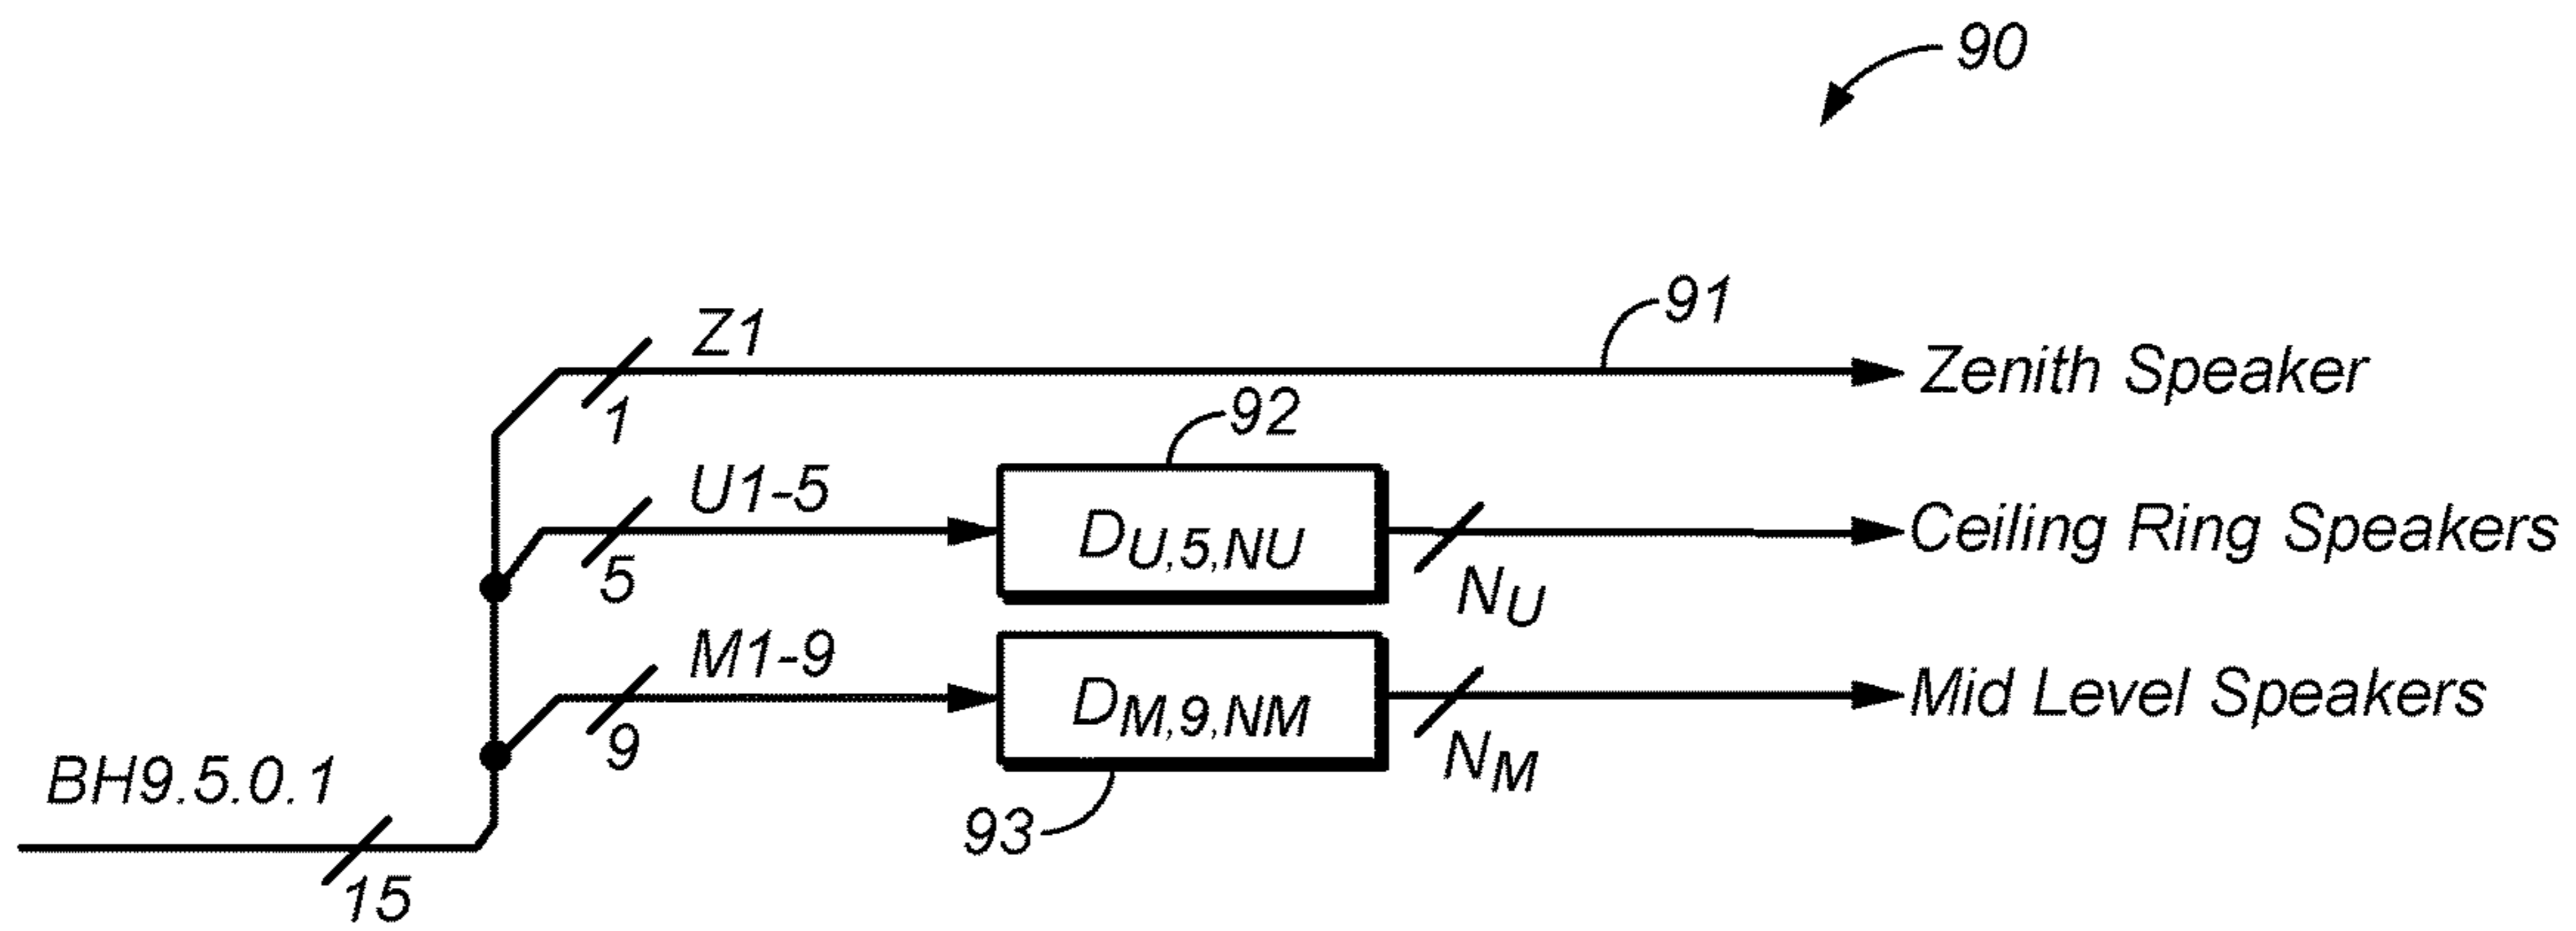 90
91
Z1
Zenith Speaker
1
92
U1-5
DU,5,NU
Ceiling Ring Speakers
5
NU
M1-9
DM,9,NM
Mid Level Speakers
9
NM
BH9.5.0.1
93
15